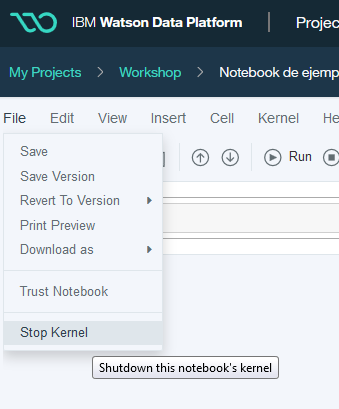 IBM Watson Data Platform | Projec
My Projects > Workshop > Notebook de ejemp
File Edit View Insert Cell Kernel He
Save
Save Version
Revert To Version
Print Preview
Download as
Run
Trust Notebook
Stop Kernel
Shutdown this notebook's kernel